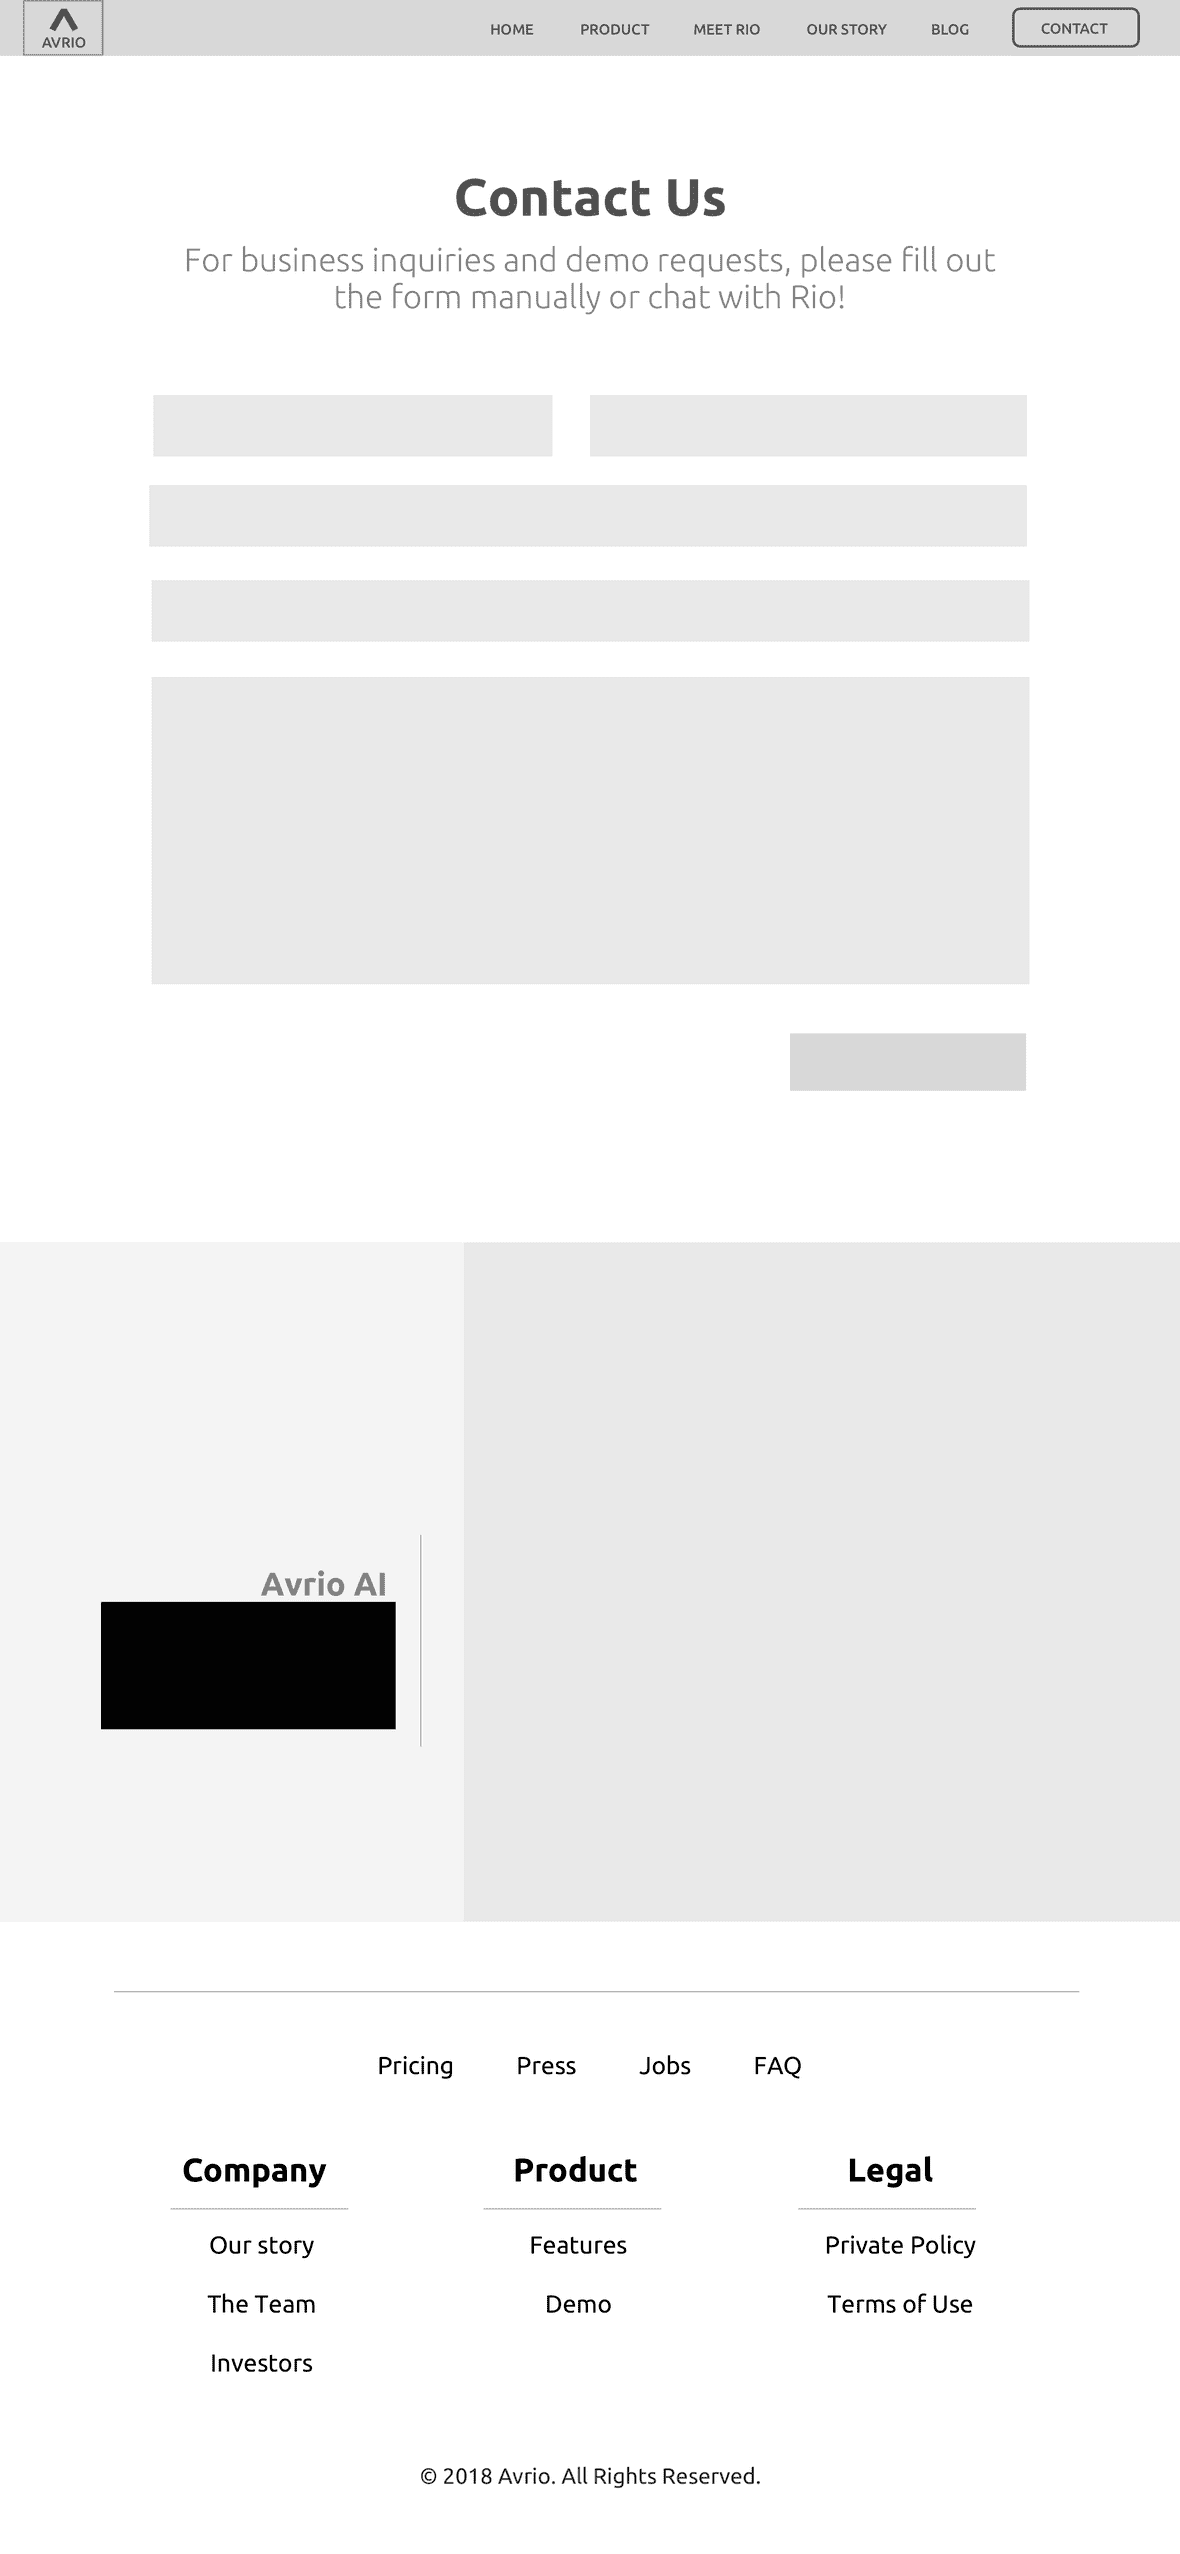 AVRIO
HOME PRODUCT MEET RIO OUR STORY BLOG CONTACT
Contact Us
For business inquiries and demo requests, please fill out
the form manually or chat with Rio!
Avrio AI
Pricing Press Jobs FAQ
Company Product Legal
Our story Features Private Policy
The Team Demo Terms of Use
Investors
© 2018 Avrio. All Rights Reserved.